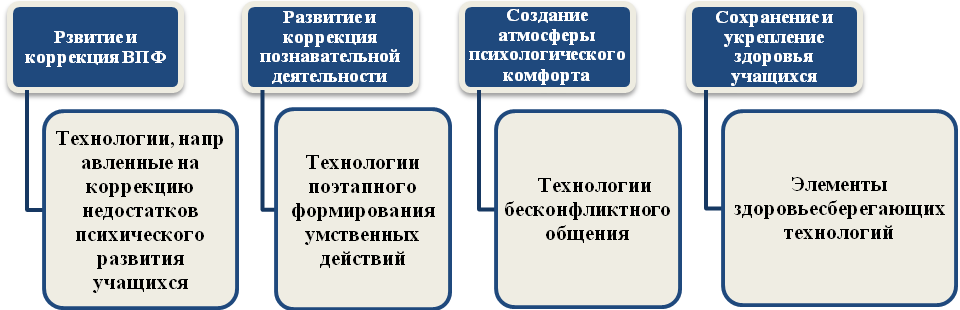 Рзвитие и
коррекция ВПФ
Развитие и
коррекция
познавательной
деятельности
Создание
атмосферы
психологического
комфорта
Сохранение и
укрепление
здоровья
учащихся
Технологии, напр
авленные на
коррекцию
недостатков
психического
развития
учащихся
Технологии
поэтапного
формирования
умственных
действий
Технологии
бесконфликтного
общения
Элементы
здоровьесберегающих
технологий